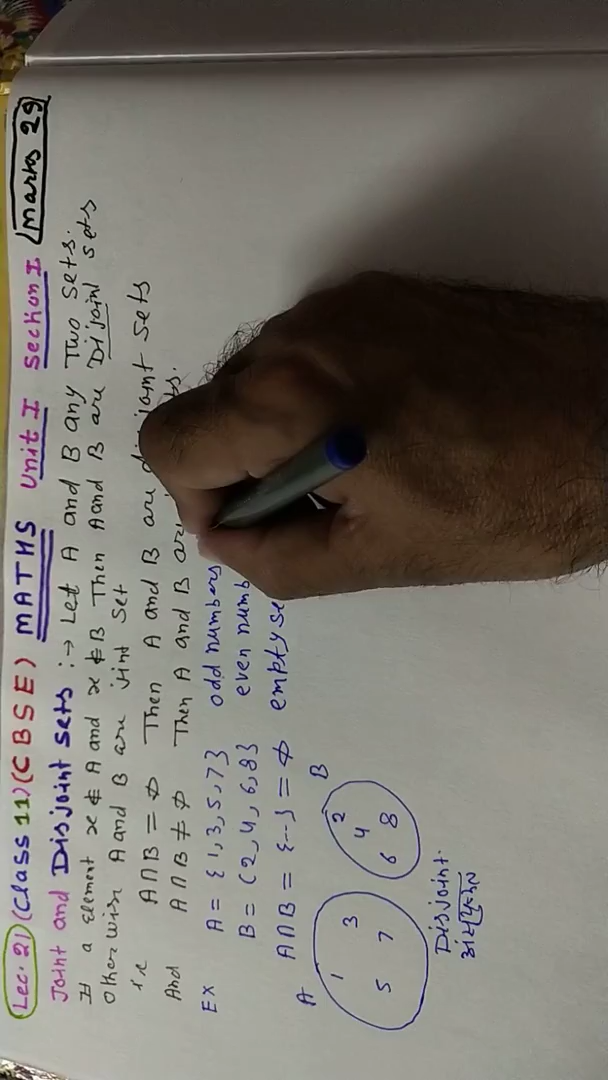 Lec.21 (Class 11) (CBSE) MATHS Unit I Section I Marks 29
Joint and Disjoint sets :→ Let A and B any Two sets.
If a element x ∉ A and x ∉ B Then A and B are Disjoint sets
otherwise A and B are Jint set
i.e A∩B = ϕ Then A and B are disjoint sets
And A∩B ≠ ϕ Then A and B are
Ex A = {1,3,5,7} odd numbers
B = (2,4,6,8} even numb
A∩B = {--} = ϕ empty se
A B
1 3 5 7
2 4 6 8
Disjoint.